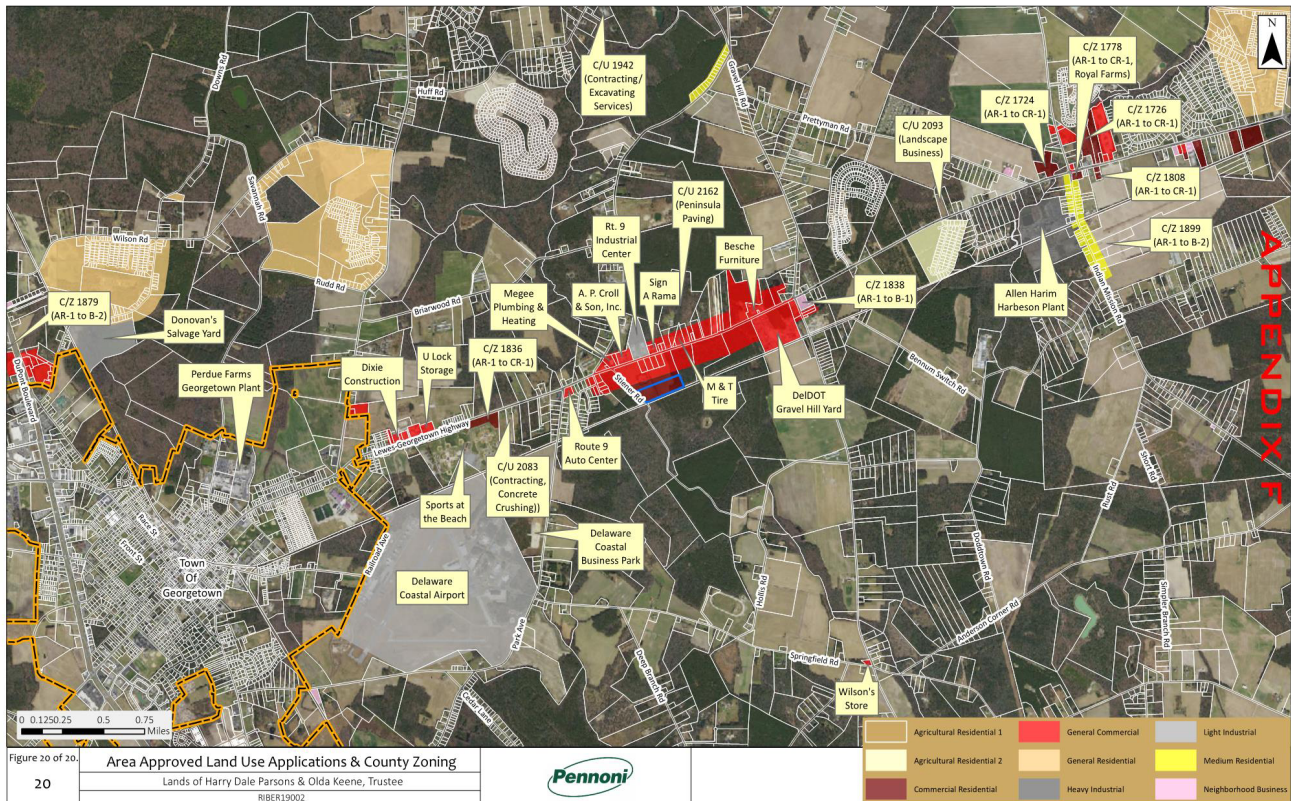 N
C/U 1942
(Contracting/
Excavating
Services)
C/Z 1778
(AR-1 to CR-1,
Royal Farms)
C/Z 1724
(AR-1 to CR-1)
C/Z 1726
(AR-1 to CR-1)
C/U 2093
(Landscape
Business)
C/Z 1808
(AR-1 to CR-1)
C/Z 1899
(AR-1 to B-2)
C/U 2162
(Peninsula
Paving)
Rt. 9
Industrial
Center
Besche
Furniture
Sign
A Rama
A. P. Croll
& Son, Inc.
Megee
Plumbing &
Heating
C/Z 1838
(AR-1 to B-1)
Allen Harim
Harbeson Plant
C/Z 1879
(AR-1 to B-2)
Donovan's
Salvage Yard
Perdue Farms
Georgetown Plant
Dixie
Construction
U Lock
Storage
C/Z 1836
(AR-1 to CR-1)
M & T
Tire
DelDOT
Gravel Hill Yard
Route 9
Auto Center
C/U 2083
(Contracting,
Concrete
Crushing))
Sports at
the Beach
Delaware
Coastal
Business Park
Delaware
Coastal Airport
Town
Of
Georgetown
Wilson's
Store
Downs Rd
Huff Rd
Gravel Hill Rd
Prettyman Rd
Savannah Rd
Wilson Rd
Rudd Rd
Briarwood Rd
DuPont Boulevard
Lewes-Georgetown Highway
Stiener Rd
Indian Mission Rd
Bennum Switch Rd
Race St
Front St
Railroad Ave
Park Ave
Cedar Lane
Deep Branch Rd
Hollis Rd
Springfield Rd
Anderson Corner Rd
Doddtown Rd
Rust Rd
Short Rd
Simpler Branch Rd
APPENDIX F
0 0.125 0.25 0.5 0.75
Miles
Agricultural Residential 1
General Commercial
Light Industrial
Agricultural Residential 2
General Residential
Medium Residential
Commercial Residential
Heavy Industrial
Neighborhood Business
Figure 20 of 20.
20
Area Approved Land Use Applications & County Zoning
Lands of Harry Dale Parsons & Olda Keene, Trustee
RIBER19002
Pennoni